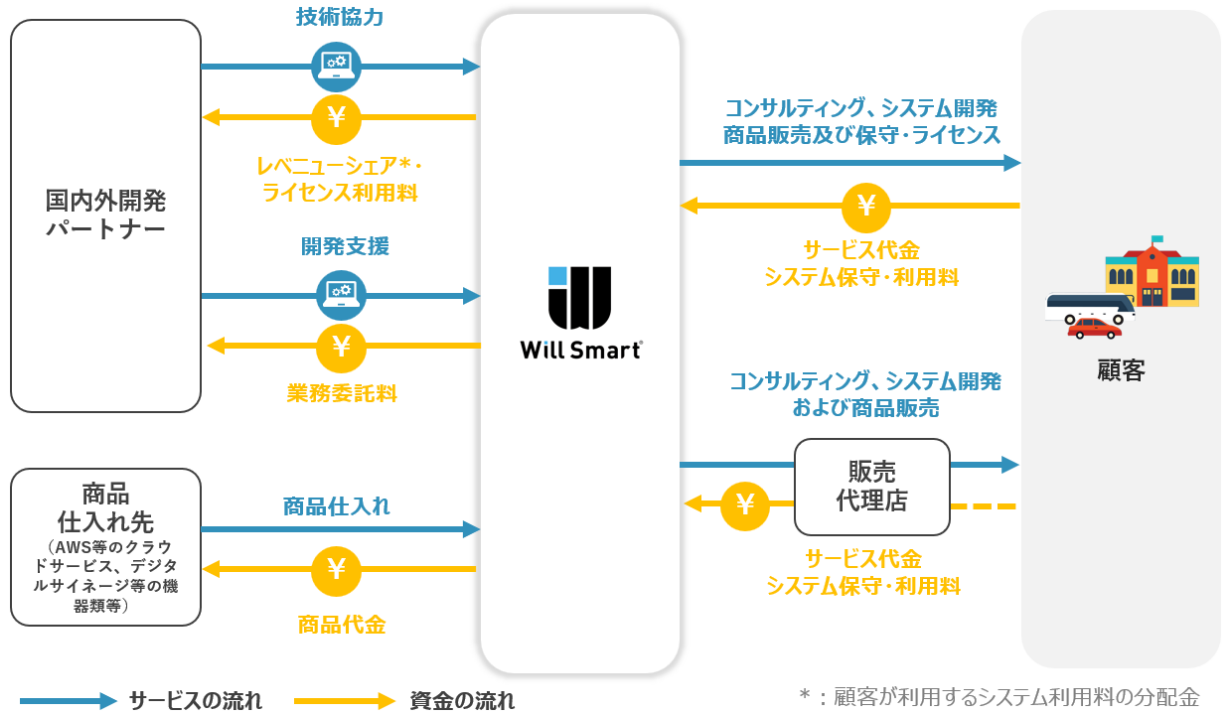 技術協力
¥
レベニューシェア*・
ライセンス利用料
国内外開発
パートナー
開発支援
¥
業務委託料
商品
仕入れ先
（AWS等のクラウ
ドサービス、デジタ
ルサイネージ等の機
器類等）
商品仕入れ
¥
商品代金
Will Smart
コンサルティング、システム開発
商品販売及び保守・ライセンス
¥
サービス代金
システム保守・利用料
コンサルティング、システム開発
および商品販売
販売
代理店
¥
サービス代金
システム保守・利用料
顧客
サービスの流れ
資金の流れ
*：顧客が利用するシステム利用料の分配金